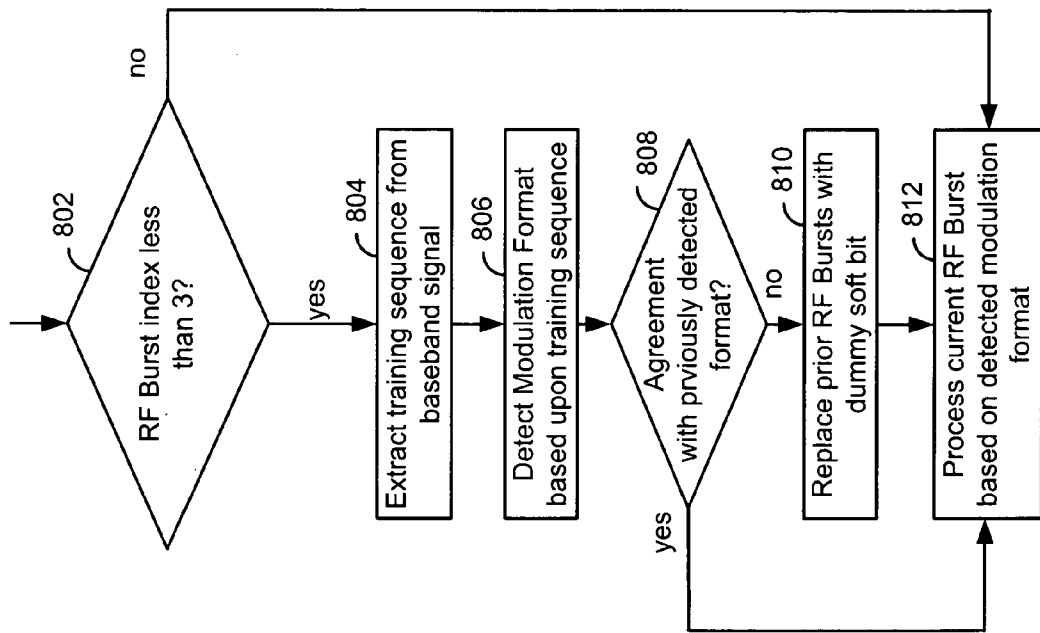 802
RF Burst index less
than 3?
no
yes
804
Extract training sequence from
baseband signal
806
Detect Modulation Format
based upon training sequence
808
Agreement
with prviously detected
format?
yes
no
810
Replace prior RF Bursts with
dummy soft bit
812
Process current RF Burst
based on detected modulation
format